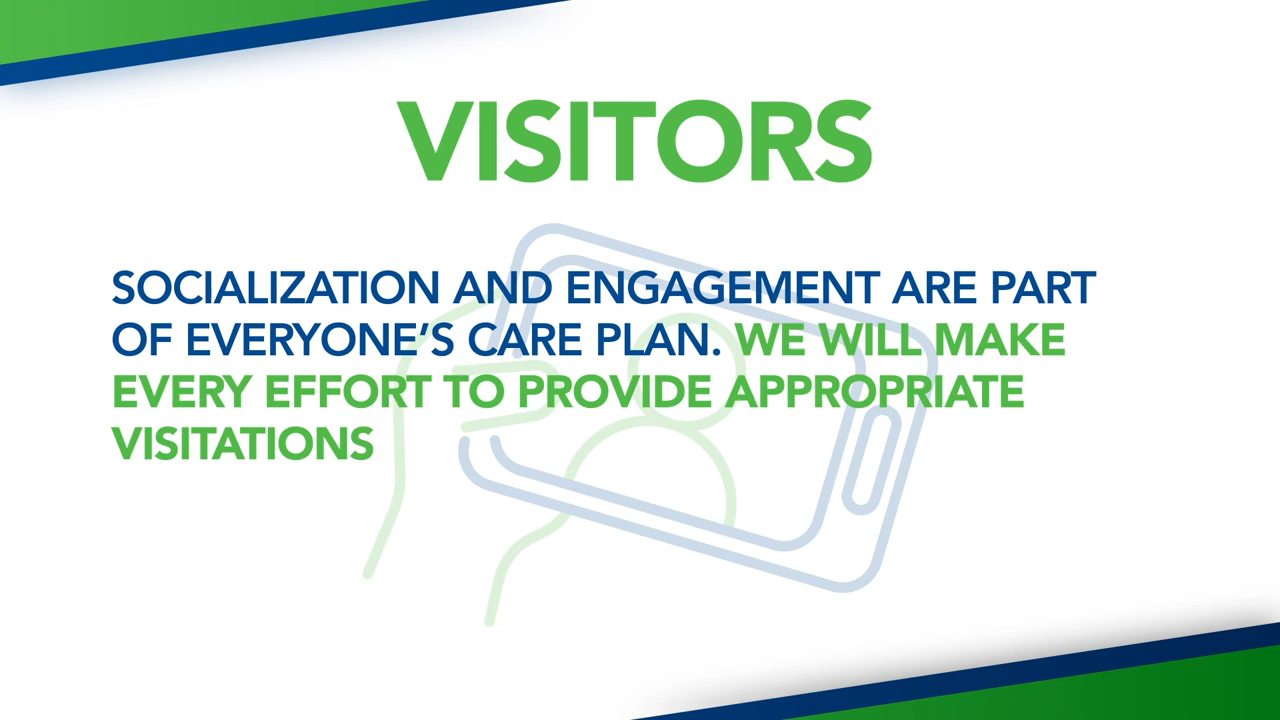 VISITORS
SOCIALIZATION AND ENGAGEMENT ARE PART
OF EVERYONE’S CARE PLAN. WE WILL MAKE
EVERY EFFORT TO PROVIDE APPROPRIATE
VISITATIONS